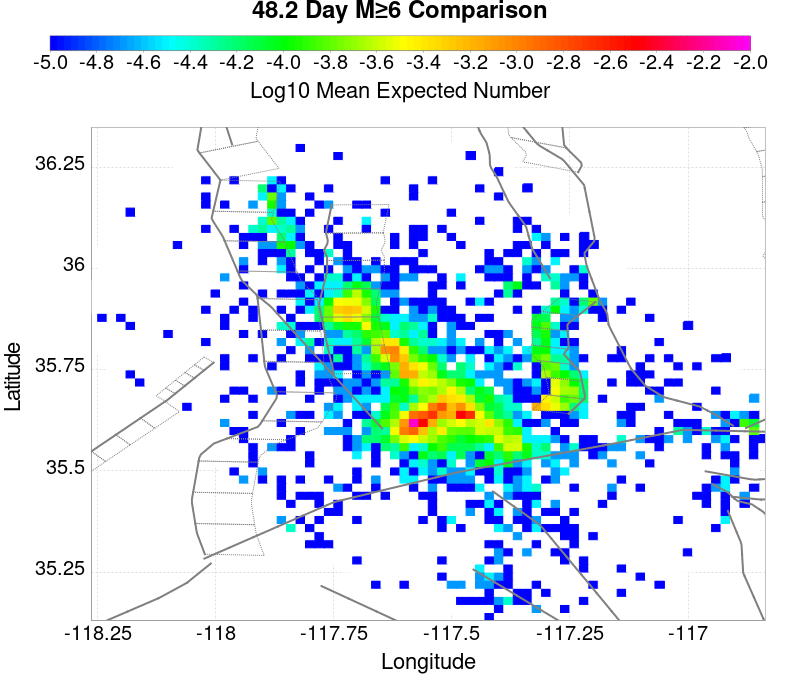 48.2 Day M≥6 Comparison
-5.0 -4.8 -4.6 -4.4 -4.2 -4.0 -3.8 -3.6 -3.4 -3.2 -3.0 -2.8 -2.6 -2.4 -2.2 -2.0
Log10 Mean Expected Number
36.25
36
35.75
35.5
35.25
Latitude
-118.25 -118 -117.75 -117.5 -117.25 -117
Longitude